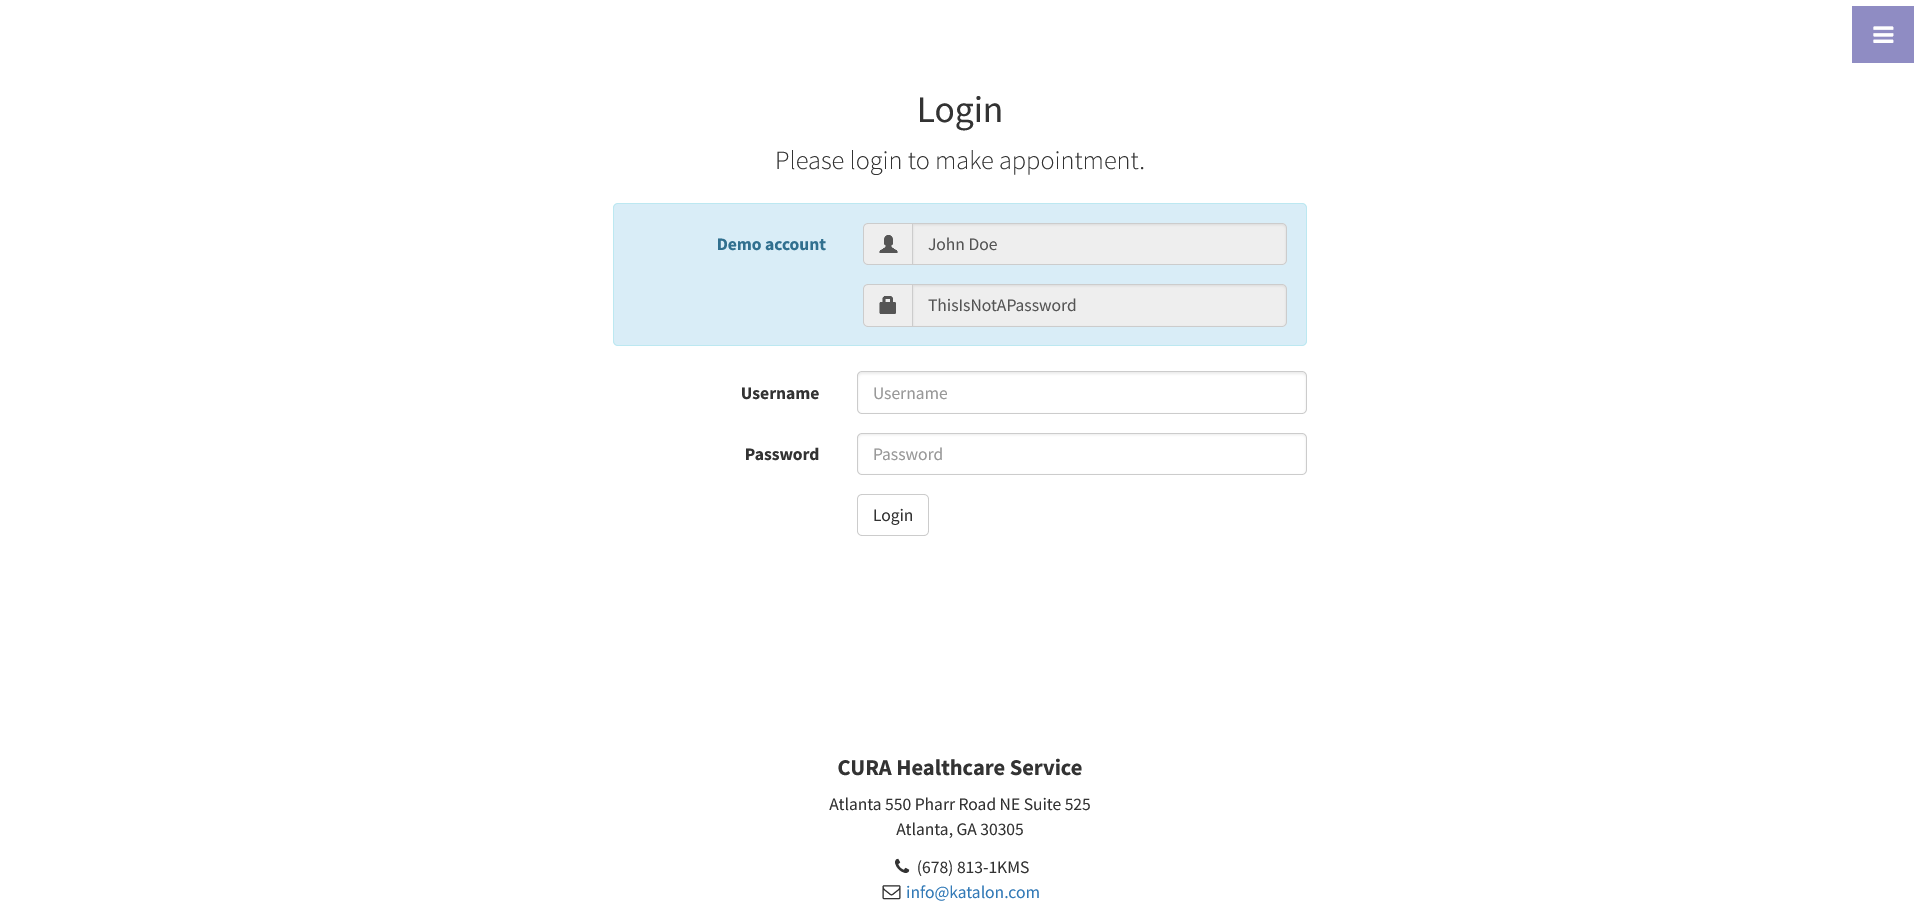 Login
Please login to make appointment.
Demo account
John Doe
ThisIsNotAPassword
Username
Username
Password
Password
Login
CURA Healthcare Service
Atlanta 550 Pharr Road NE Suite 525
Atlanta, GA 30305
(678) 813-1KMS
info@katalon.com